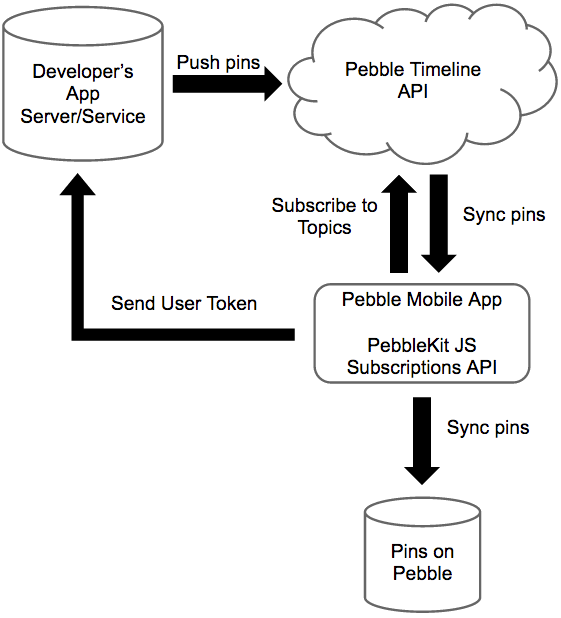 Developer's
App
Server/Service
Push pins
Pebble Timeline
API
Subscribe to
Topics
Sync pins
Send User Token
Pebble Mobile App
PebbleKit JS
Subscriptions API
Sync pins
Pins on
Pebble